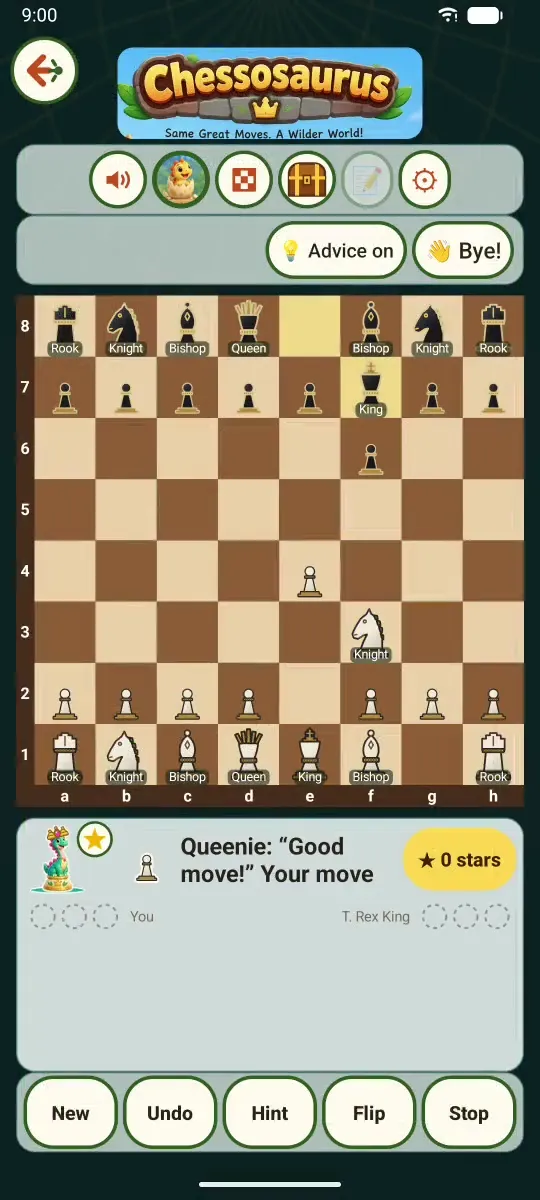 9:00
Chessosaurus
Same Great Moves. A Wilder World!
💡 Advice on
👋 Bye!
8
Rook Knight Bishop Queen Bishop Knight Rook
7
King
6
5
4
3
Knight
2
1
Rook Knight Bishop Queen King Bishop Rook
a b c d e f g h
Queenie: “Good
move!” Your move
★ 0 stars
You
T. Rex King
New Undo Hint Flip Stop